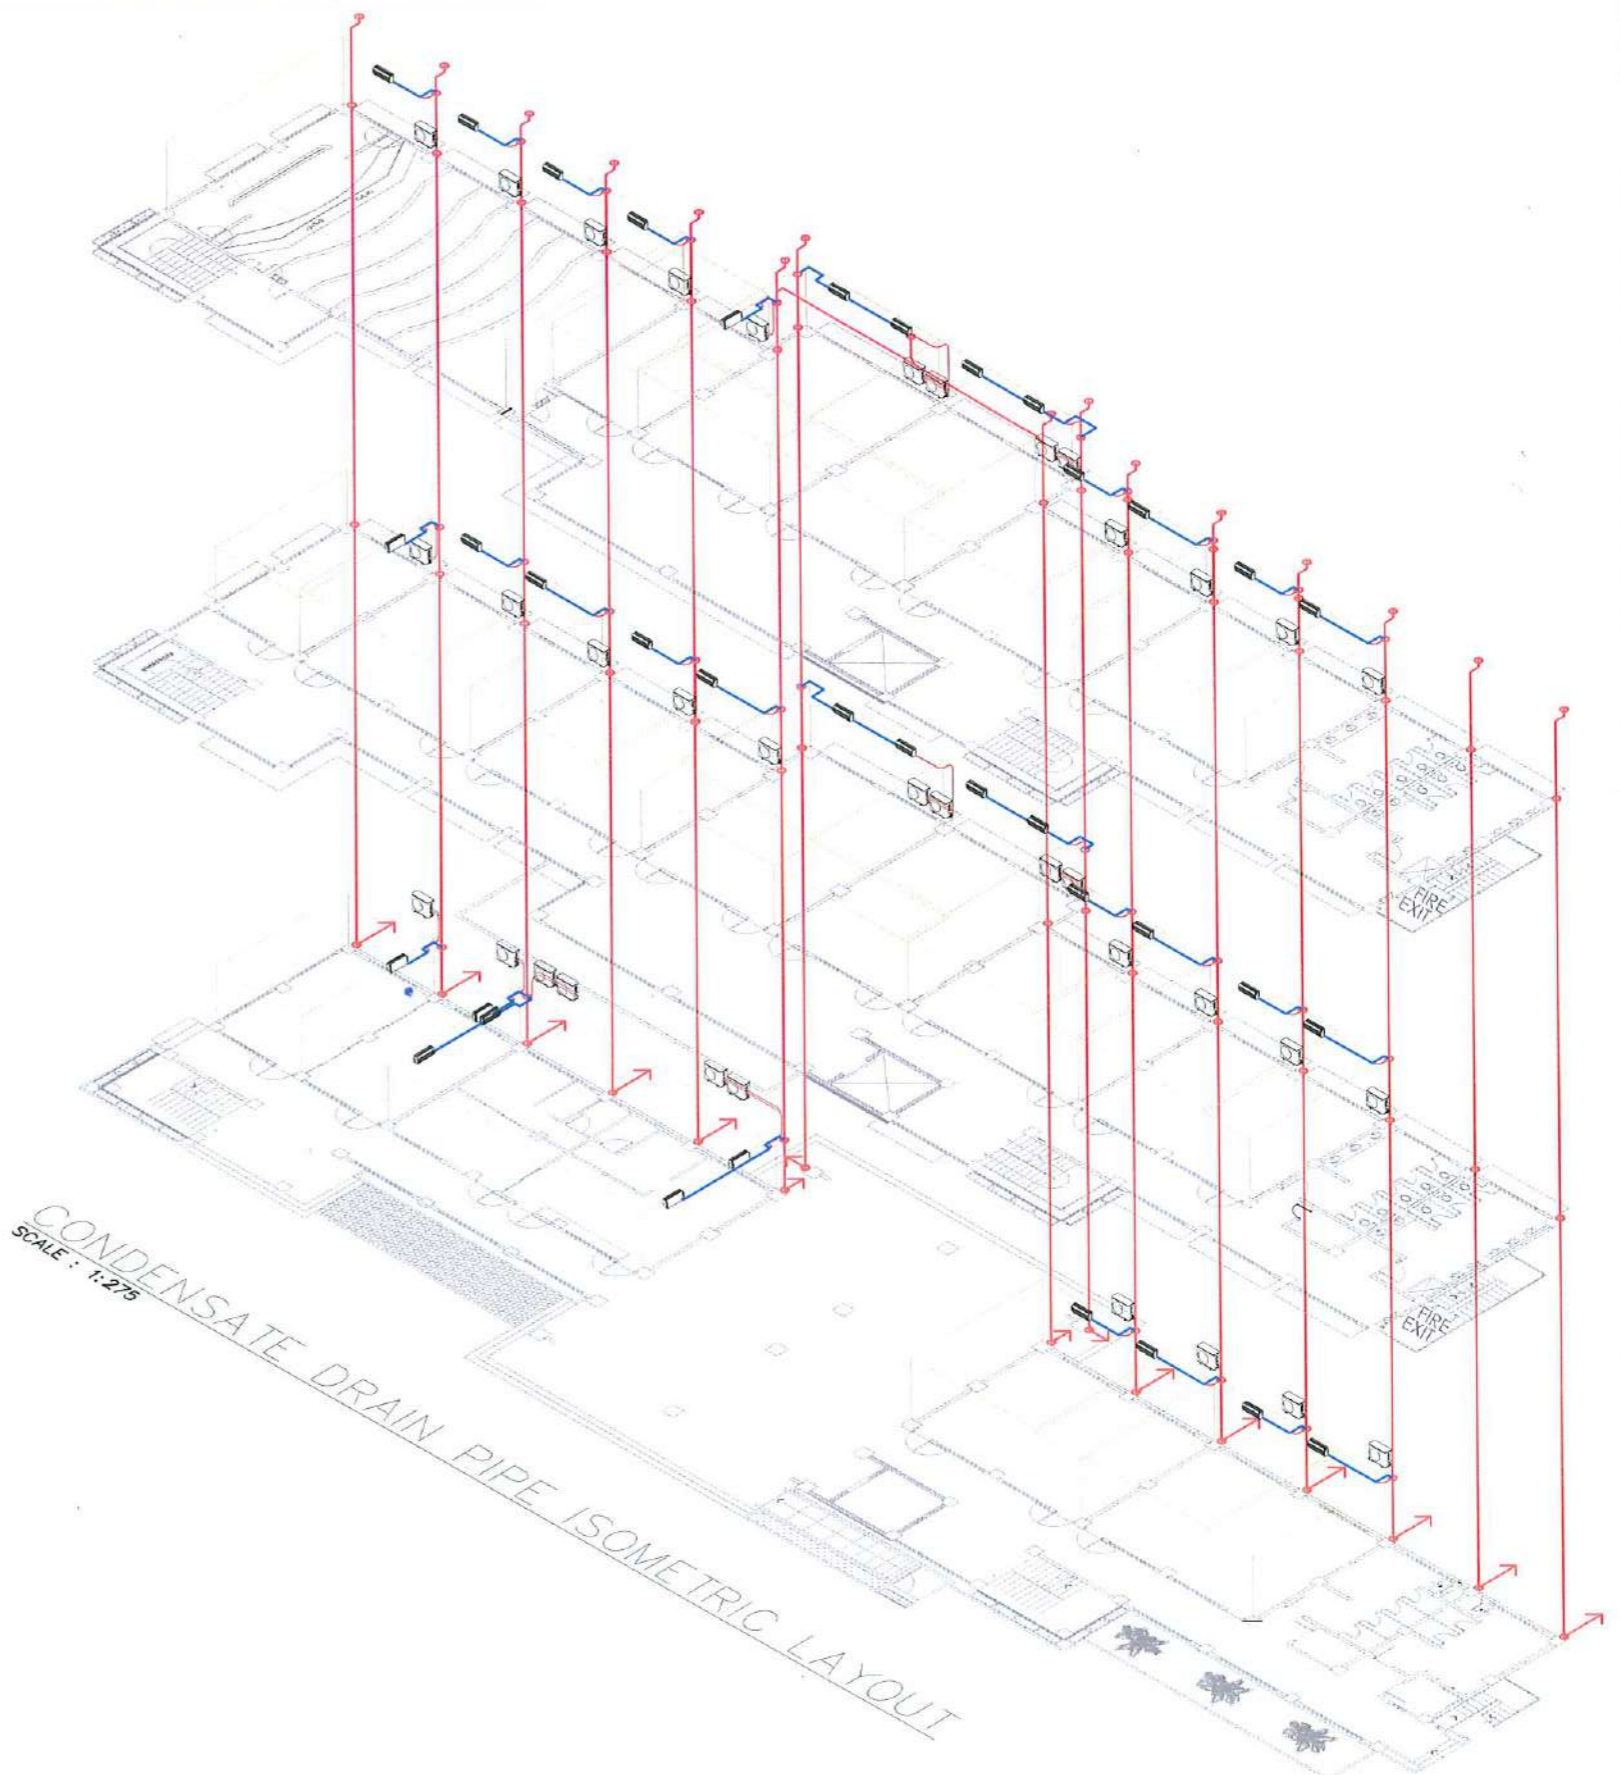 FIRE
EXIT
FIRE
EXIT
CONDENSATE DRAIN PIPE ISOMETRIC LAYOUT
SCALE : 1:275